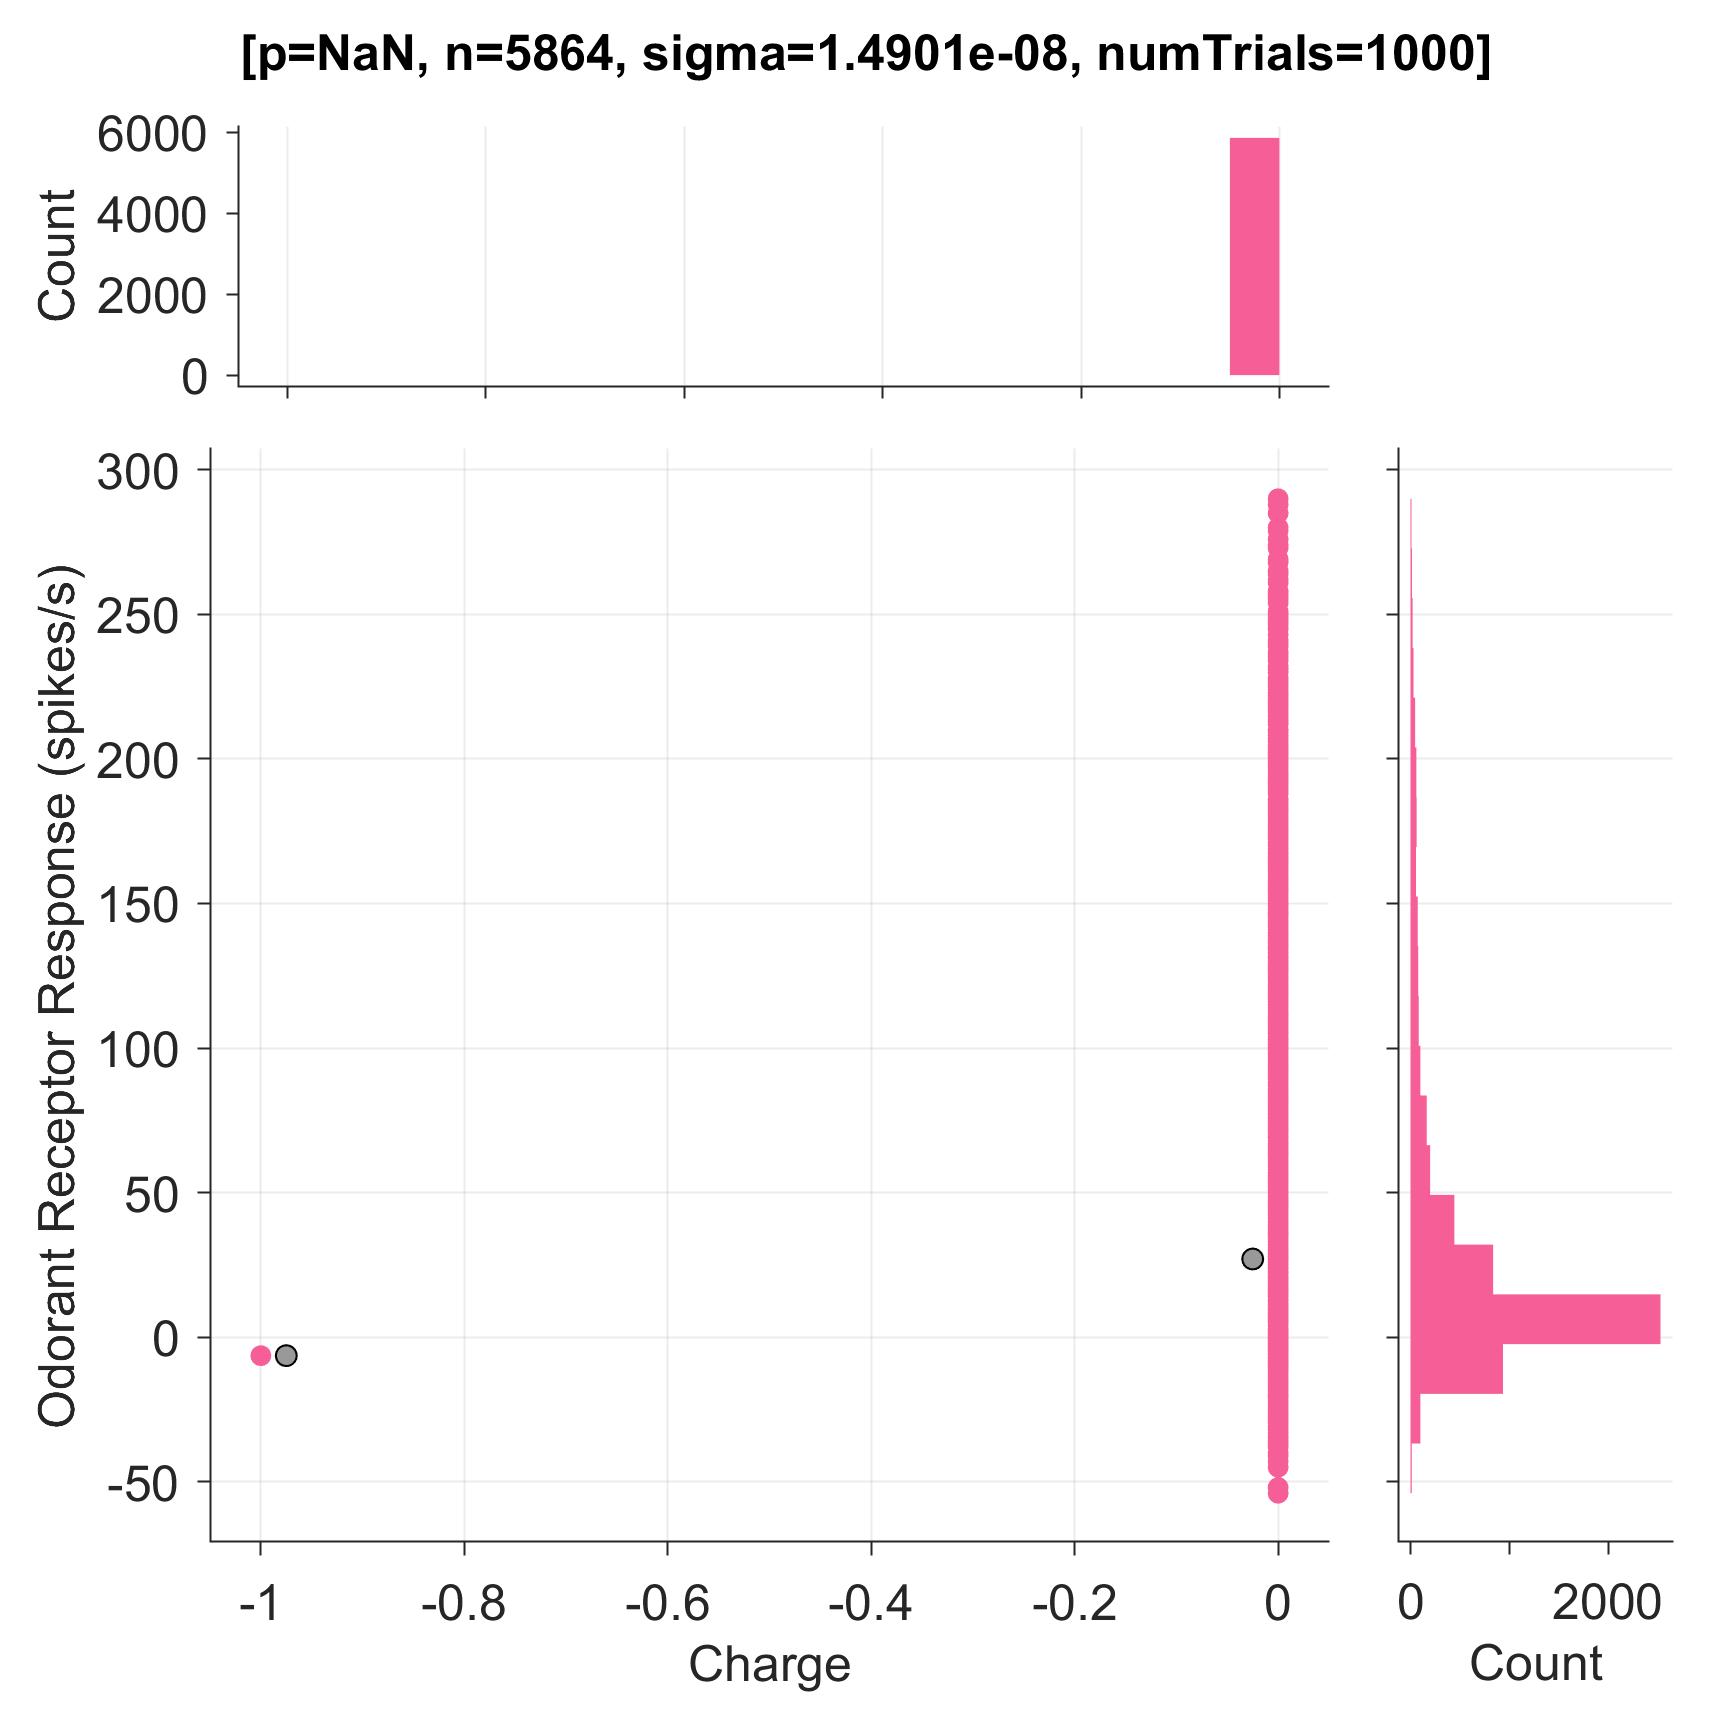 [p=NaN, n=5864, sigma=1.4901e-08, numTrials=1000]
6000
4000
2000
0
Count
300
250
200
150
100
50
0
-50
Odorant Receptor Response (spikes/s)
-1 -0.8 -0.6 -0.4 -0.2 0
Charge
0 2000
Count